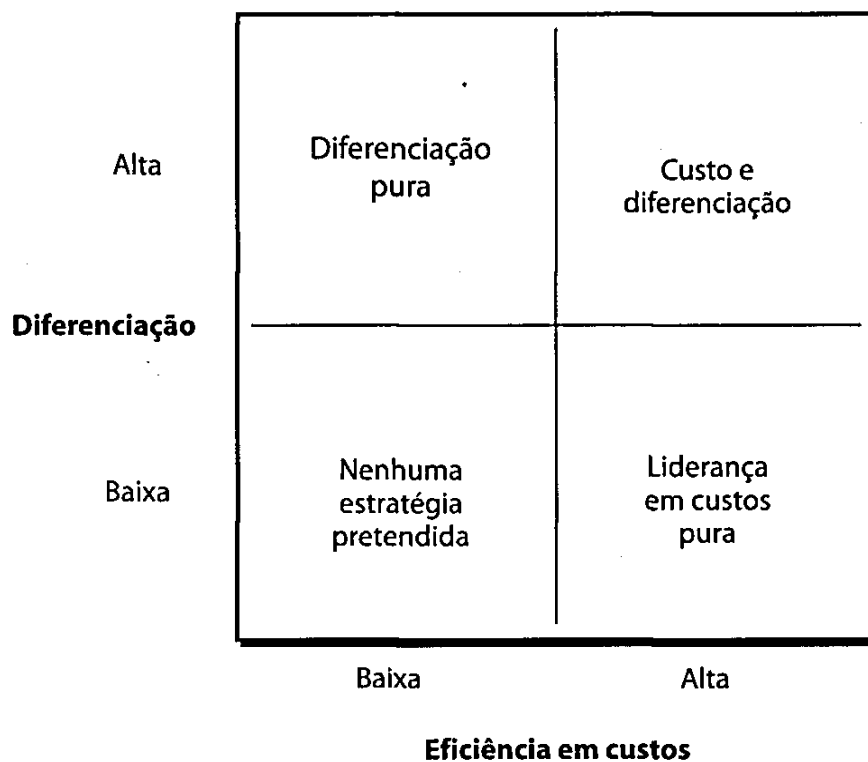 Alta
Diferenciação
pura
Custo e
diferenciação
Diferenciação
Baixa
Nenhuma
estratégia
pretendida
Liderança
em custos
pura
Baixa
Alta
Eficiência em custos